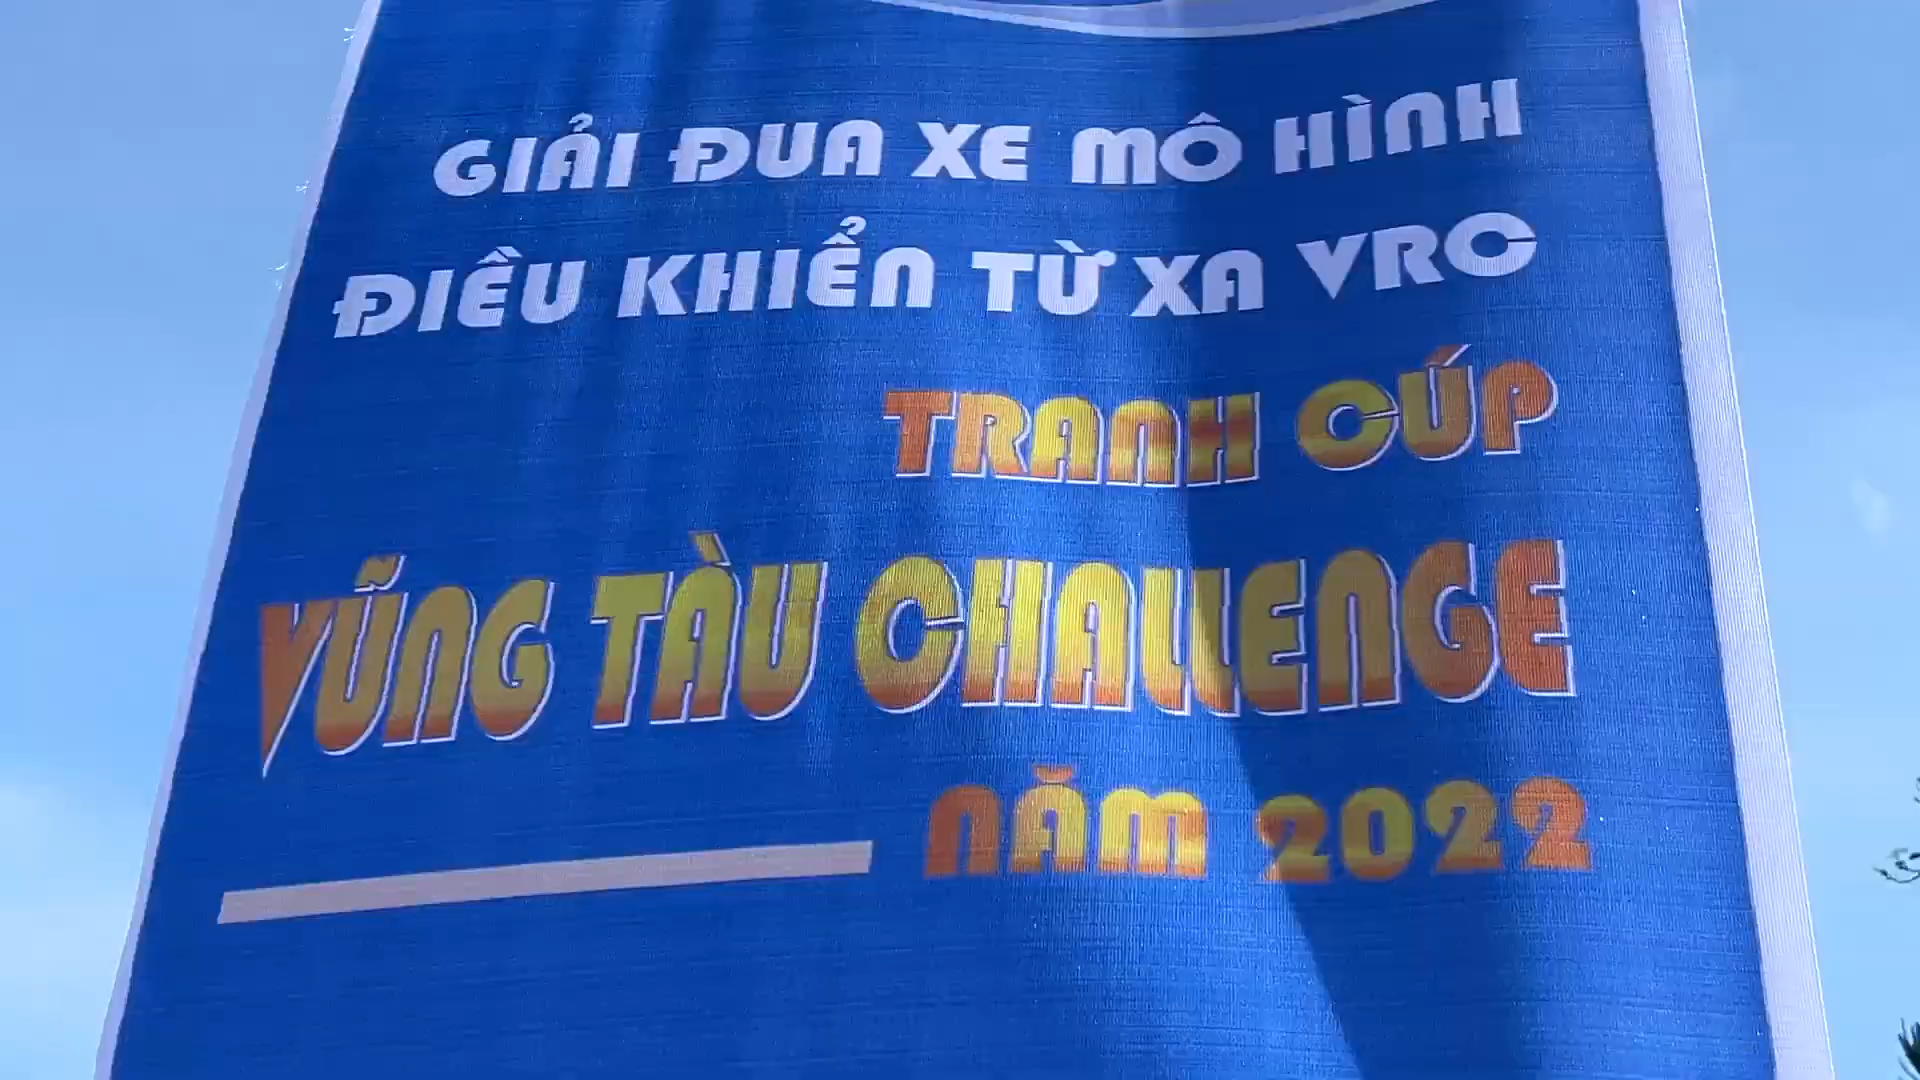 GIẢI ĐUA XE MÔ HÌNH
ĐIỀU KHIỂN TỪ XA VRC
TRANH CÚP
VŨNG TÀU CHALLENGE
NĂM 2022